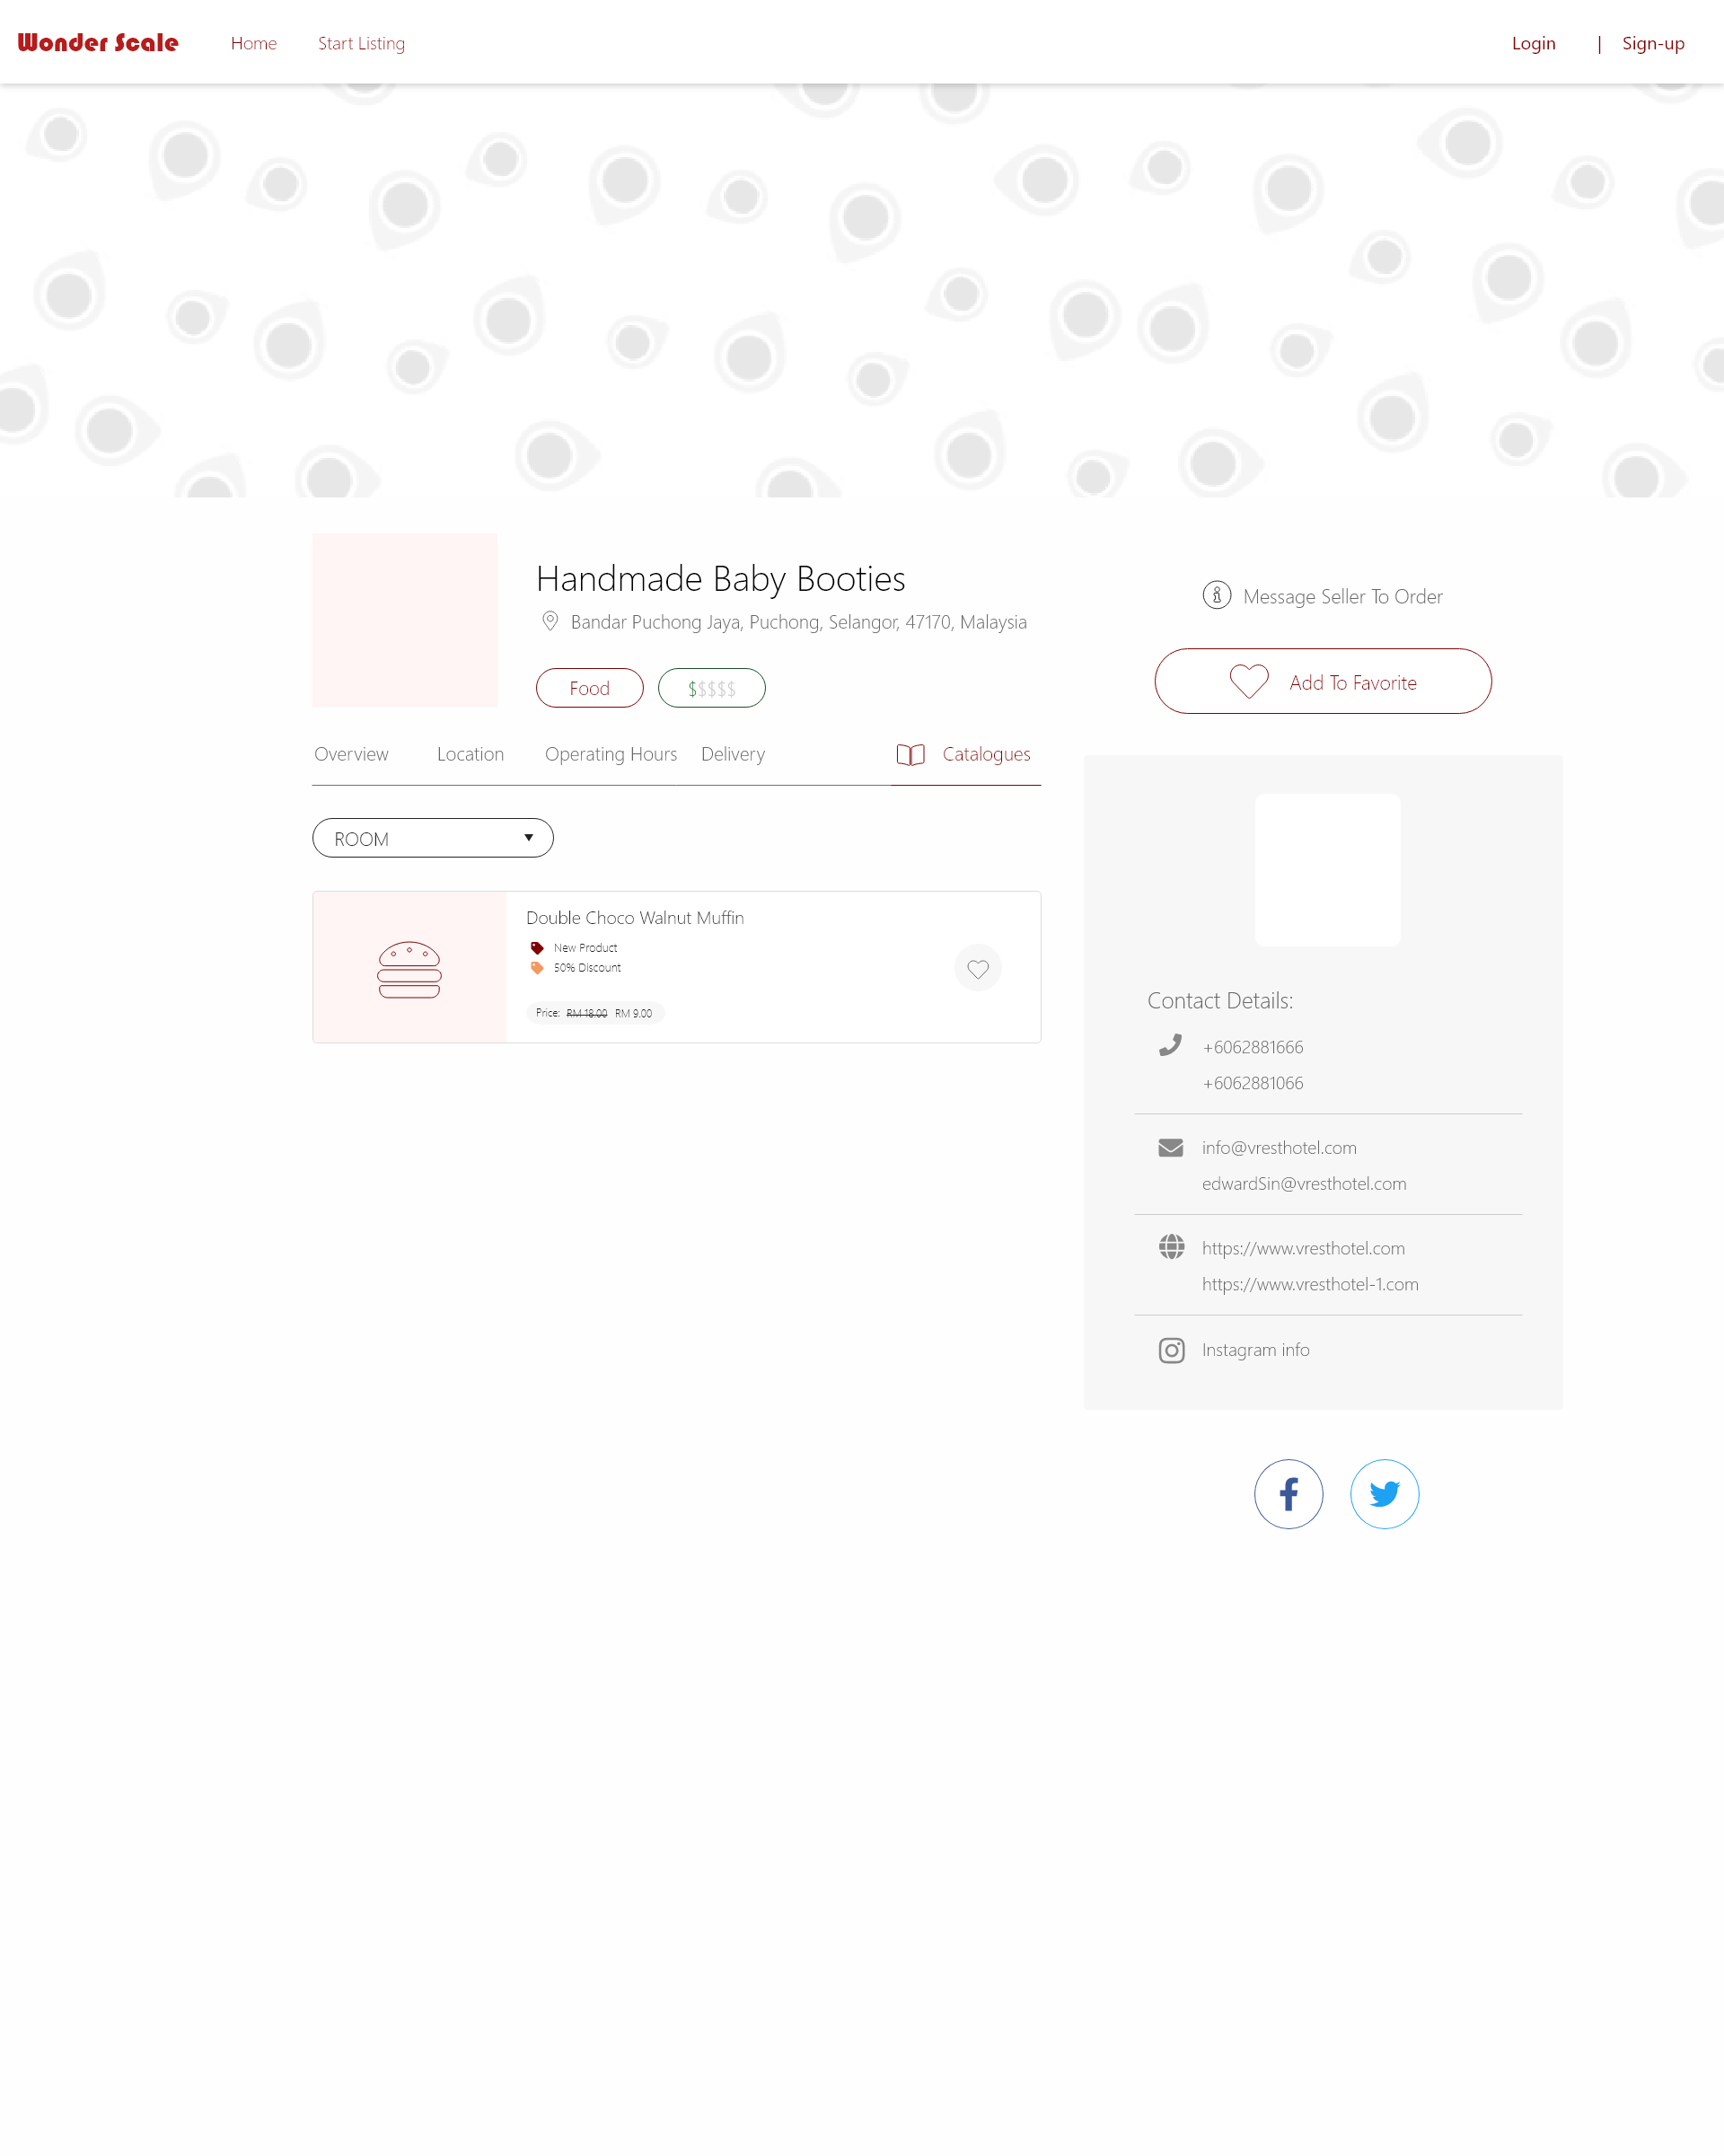 Wonder Scale
Home
Start Listing
Login
|
Sign-up
Handmade Baby Booties
Bandar Puchong Jaya, Puchong, Selangor, 47170, Malaysia
Food
$$$$$
Message Seller To Order
Add To Favorite
Overview
Location
Operating Hours
Delivery
Catalogues
ROOM
Double Choco Walnut Muffin
New Product
50% Discount
Price: RM 18.00 RM 9.00
Contact Details:
+6062881666
+6062881066
info@vresthotel.com
edwardSin@vresthotel.com
https://www.vresthotel.com
https://www.vresthotel-1.com
Instagram info